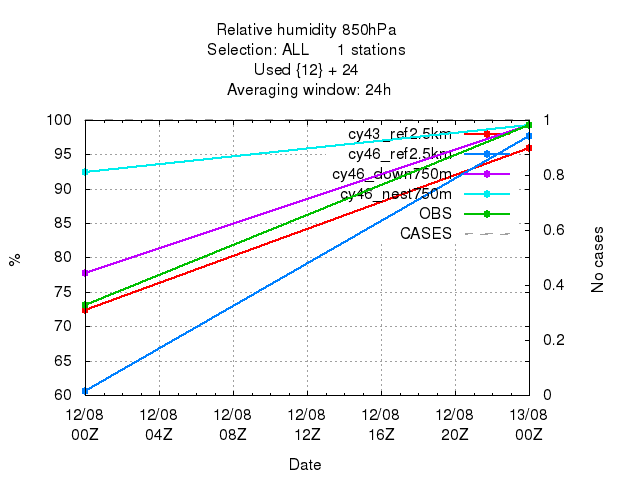 Relative humidity 850hPa
Selection: ALL 1 stations
Used {12} + 24
Averaging window: 24h
100
95
90
85
80
75
70
65
60
%
1
0.8
0.6
0.4
0.2
0
No cases
cy43_ref2.5km
cy46_ref2.5km
cy46_down750m
cy46_nest750m
OBS
CASES
12/08 12/08 12/08 12/08 12/08 12/08 13/08
00Z 04Z 08Z 12Z 16Z 20Z 00Z
Date